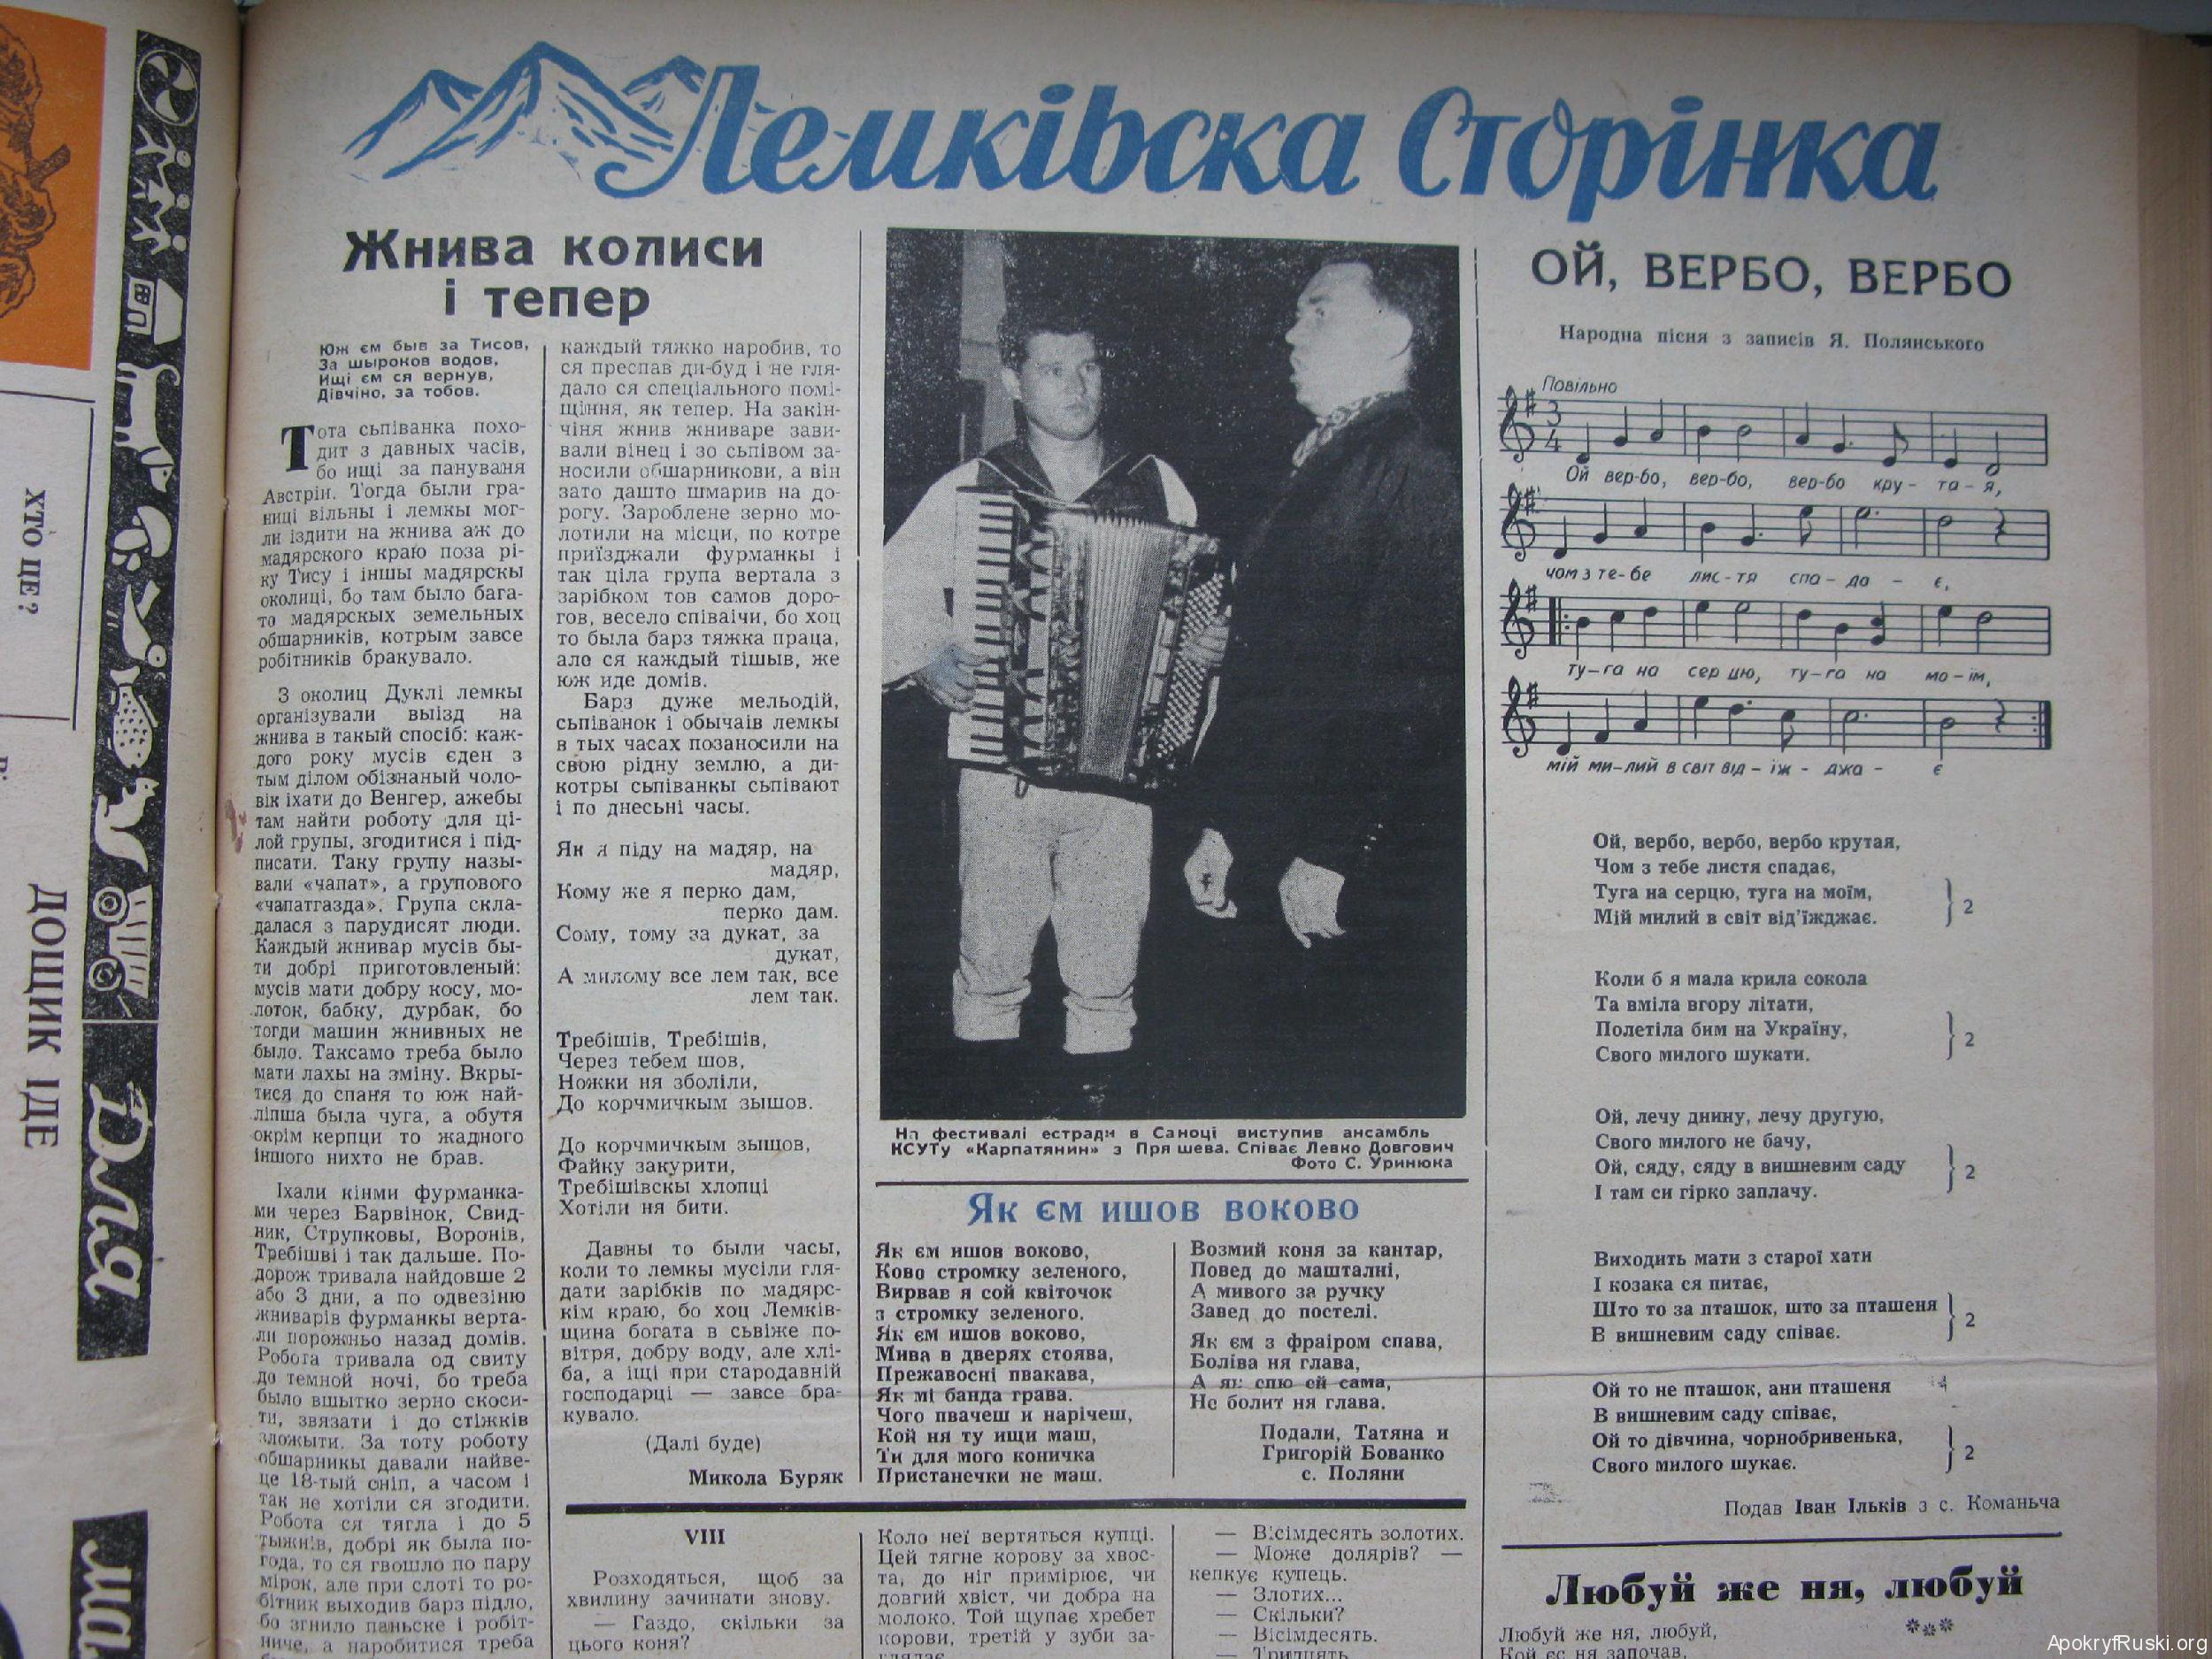 Лемківска Сторінка
Жнива колиси
і тепер
Юж єм быв за Тисов,
За шыроков водов,
Ищі єм ся вернув,
Дівчіно, за тобов.
Тота сьпіванка похо-
дит з давных часів,
бо ищі за пануваня
Австрії. Тогда были гра-
ниці вільны і лемкы мог-
ли їздити на жнива аж до
мадярского краю поза рі-
ку Тису і іншы мадярскы
околиці, бо там было бага-
то мадярскых земельных
обшарників, котрым завсе
робітників бракувало.
З околиц Дуклі лемкы
організували выїзд на
жнива в такый спосіб: каж-
дого року мусів єден з
тым ділом обізнаный чоло-
вік їхати до Венгер, ажебы
там найти роботу для ці-
лой групы, згодитися і під-
писати. Таку групу назы-
вали «чапат», а групового
«чапатгазда». Група скла-
далася з парудисят люди.
Каждый жнивар мусів бы-
ти добрі приготовленый:
мусів мати добру косу, мо-
лоток, бабку, дурбак, бо
тогди машин жнивных не
было. Таксамо треба было
мати лахы на зміну. Вкры-
тися до спаня то юж най-
ліпша была чуга, а обутя
окрім керпци то жадного
іншого нихто не брав.
Їхали кінми фурманка-
ми через Барвінок, Свид-
ник, Струпковы, Воронів,
Требішві і так дальше. По-
дорож тривала найдовше 2
або 3 дни, а по одвезіню
жниварів фурманкы верта-
ли порожньо назад домів.
Робота тривала од свиту
до темной ночі, бо треба
было вшытко зерно скоси-
ти, звязати і до стіжків
зложыти. За тоту роботу
обшарникы давали найве-
це 18-тый сніп, а часом і
так не хотіли ся згодити.
Робота ся тягла і до 5
тыжнів, добрі як была по-
года, то ся гвошло по пару
мірок, але при слоті то ро-
бітник выходив барз підло,
бо згнило паньске і робіт-
ниче, а наробитися треба
каждый тяжко наробив, то
ся преспав ди-буд і не гля-
дало ся спеціального помі-
щіння, як тепер. На закін-
чіня жнив жниваре зави-
вали вінец і зо сьпівом за-
носили обшарникови, а він
зато дашто шмарив на до-
рогу. Зароблене зерно мо-
лотили на місци, по котре
приїзджали фурманкы і
так ціла група вертала з
зарібком тов самов доро-
гов, весело співаїчи, бо хоц
то была барз тяжка праца,
але ся каждый тішыв, же
юж иде домів.
Барз дуже мельодій,
сьпіванок і обычаїв лемкы
в тых часах позаносили на
свою рідну землю, а ди-
котры сьпіванкы сьпівают
і по днесьні часы.
Як я піду на мадяр, на
мадяр,
Кому же я перко дам,
перко дам.
Сому, тому за дукат, за
дукат,
А милому все лем так, все
лем так.
Требішів, Требішів,
Через тебем шов,
Ножки ня зболіли,
До корчмичкым зышов.
До корчмичкым зышов,
Файку закурити,
Требішівскы хлопці
Хотіли ня бити.
Давны то были часы,
коли то лемкы мусіли гля-
дати зарібків по мадярс-
кім краю, бо хоц Лемків-
щина богата в сьвіже по-
вітря, добру воду, але хлі-
ба, а іщі при стародавній
господарці — завсе бра-
кувало.
(Далі буде)
Микола Буряк
На фестивалі естради в Саноці виступив ансамбль
КСУТу «Карпатянин» з Пряшева. Співає Левко Довгович
Фото С. Уринюка
Як єм ишов воково
Як єм ишов воково,
Ково стромку зеленого,
Вирвав я сой квіточок
з стромку зеленого.
Як єм ишов воково,
Мива в дверях стоява,
Прежавосні пвакава,
Як мі банда грава.
Чого пвачеш и нарічеш,
Кой ня ту ищи маш,
Ти для мого коничка
Пристанечки не маш.
Возмий коня за кантар,
Повед до машталні,
А мивого за ручку
Завед до постелі.
Як єм з фраіром спава,
Боліва ня глава,
А як спю ой сама,
Не болит ня глава.
Подали, Татяна и
Григорій Бованко
с. Поляни
ОЙ, ВЕРБО, ВЕРБО
Народна пісня з записів Я. Полянського
Повільно
3
4
Ой вер-бо, вер-бо, вер-бо кру - та - я,
чом з те-бе лис-тя спа - да - є,
ту-га на сер цю, ту-га на мо-їм,
мій ми-лий в світ від-їж - джа - є
Ой, вербо, вербо, вербо крутая,
Чом з тебе листя спадає,
Туга на серцю, туга на моїм,
Мій милий в світ від'їжджає.
2
Коли б я мала крила сокола
Та вміла вгору літати,
Полетіла бим на Україну,
Свого милого шукати.
2
Ой, лечу днину, лечу другую,
Свого милого не бачу,
Ой, сяду, сяду в вишневим саду
І там си гірко заплачу.
2
Виходить мати з старої хати
І козака ся питає,
Што то за пташок, што за пташеня
В вишневим саду співає.
2
Ой то не пташок, ани пташеня
В вишневим саду співає,
Ой то дівчина, чорнобривенька,
Свого милого шукає.
2
Подав Іван Ільків з с. Команьча
VIII
Розходяться, щоб за
хвилину зачинати знову.
— Газдо, скільки за
цього коня?
Коло неї вертяться купці.
Цей тягне корову за хвос-
та, до ніг примірює, чи
довгий хвіст, чи добра на
молоко. Той щупає хребет
корови, третій у зуби за-
глядає.
— Вісімдесять золотих.
— Може долярів? —
кепкує купець.
— Злотих...
— Скільки?
— Вісімдесять.
— Тридцять.
Любуй же ня, любуй
***
Любуй же ня, любуй,
Кой єс ня започав,
ХТО ЦЕ?
ДОЩИК ІДЕ
Для
ApokryfRuski.org